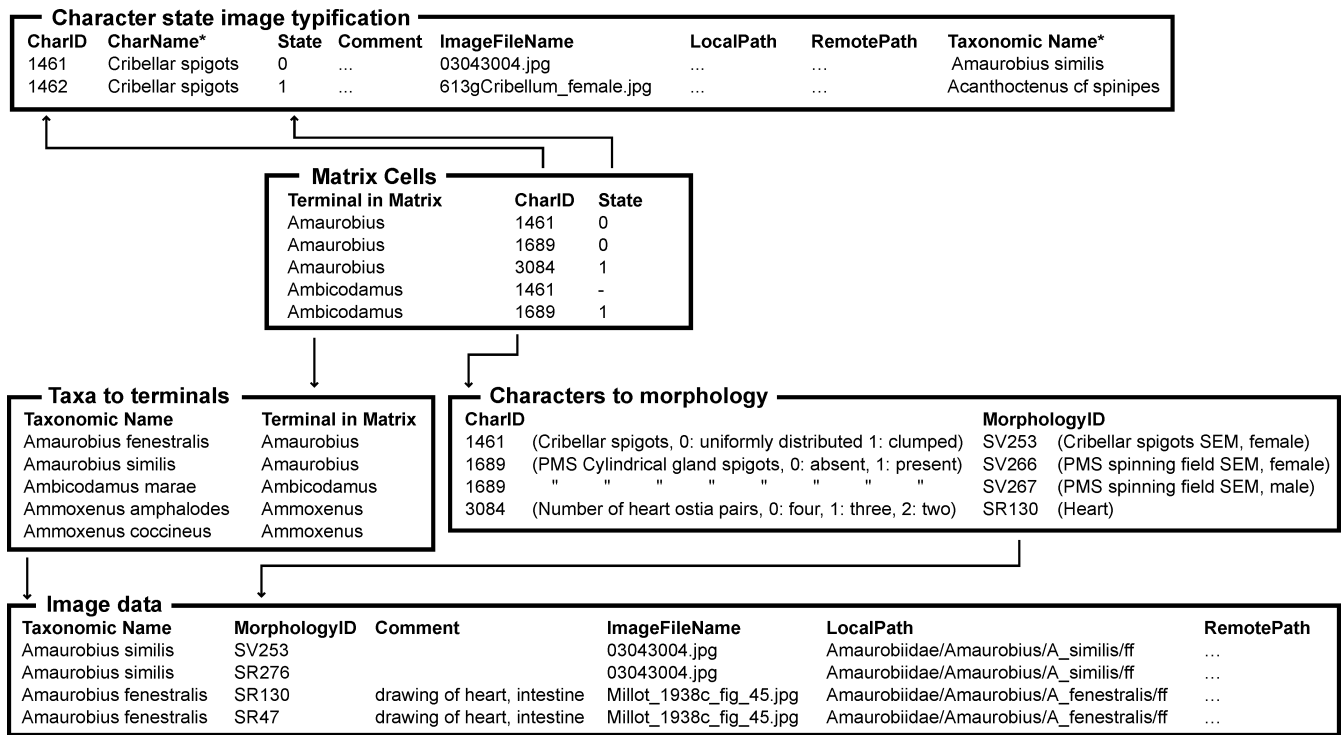 Character state image typification
CharID CharName* State Comment ImageFileName LocalPath RemotePath Taxonomic Name*
1461 Cribellar spigots 0 ... 03043004.jpg ... ... Amaurobius similis
1462 Cribellar spigots 1 ... 613gCribellum_female.jpg ... ... Acanthoctenus cf spinipes
Matrix Cells
Terminal in Matrix CharID State
Amaurobius 1461 0
Amaurobius 1689 0
Amaurobius 3084 1
Ambicodamus 1461 -
Ambicodamus 1689 1
Taxa to terminals
Taxonomic Name Terminal in Matrix
Amaurobius fenestralis Amaurobius
Amaurobius similis Amaurobius
Ambicodamus marae Ambicodamus
Ammoxenus amphalodes Ammoxenus
Ammoxenus coccineus Ammoxenus
Characters to morphology
CharID MorphologyID
1461 (Cribellar spigots, 0: uniformly distributed 1: clumped) SV253 (Cribellar spigots SEM, female)
1689 (PMS Cylindrical gland spigots, 0: absent, 1: present) SV266 (PMS spinning field SEM, female)
1689 " " " " " " " " SV267 (PMS spinning field SEM, male)
3084 (Number of heart ostia pairs, 0: four, 1: three, 2: two) SR130 (Heart)
Image data
Taxonomic Name MorphologyID Comment ImageFileName LocalPath RemotePath
Amaurobius similis SV253 03043004.jpg Amaurobiidae/Amaurobius/A_similis/ff ...
Amaurobius similis SR276 03043004.jpg Amaurobiidae/Amaurobius/A_similis/ff ...
Amaurobius fenestralis SR130 drawing of heart, intestine Millot_1938c_fig_45.jpg Amaurobiidae/Amaurobius/A_fenestralis/ff ...
Amaurobius fenestralis SR47 drawing of heart, intestine Millot_1938c_fig_45.jpg Amaurobiidae/Amaurobius/A_fenestralis/ff ...